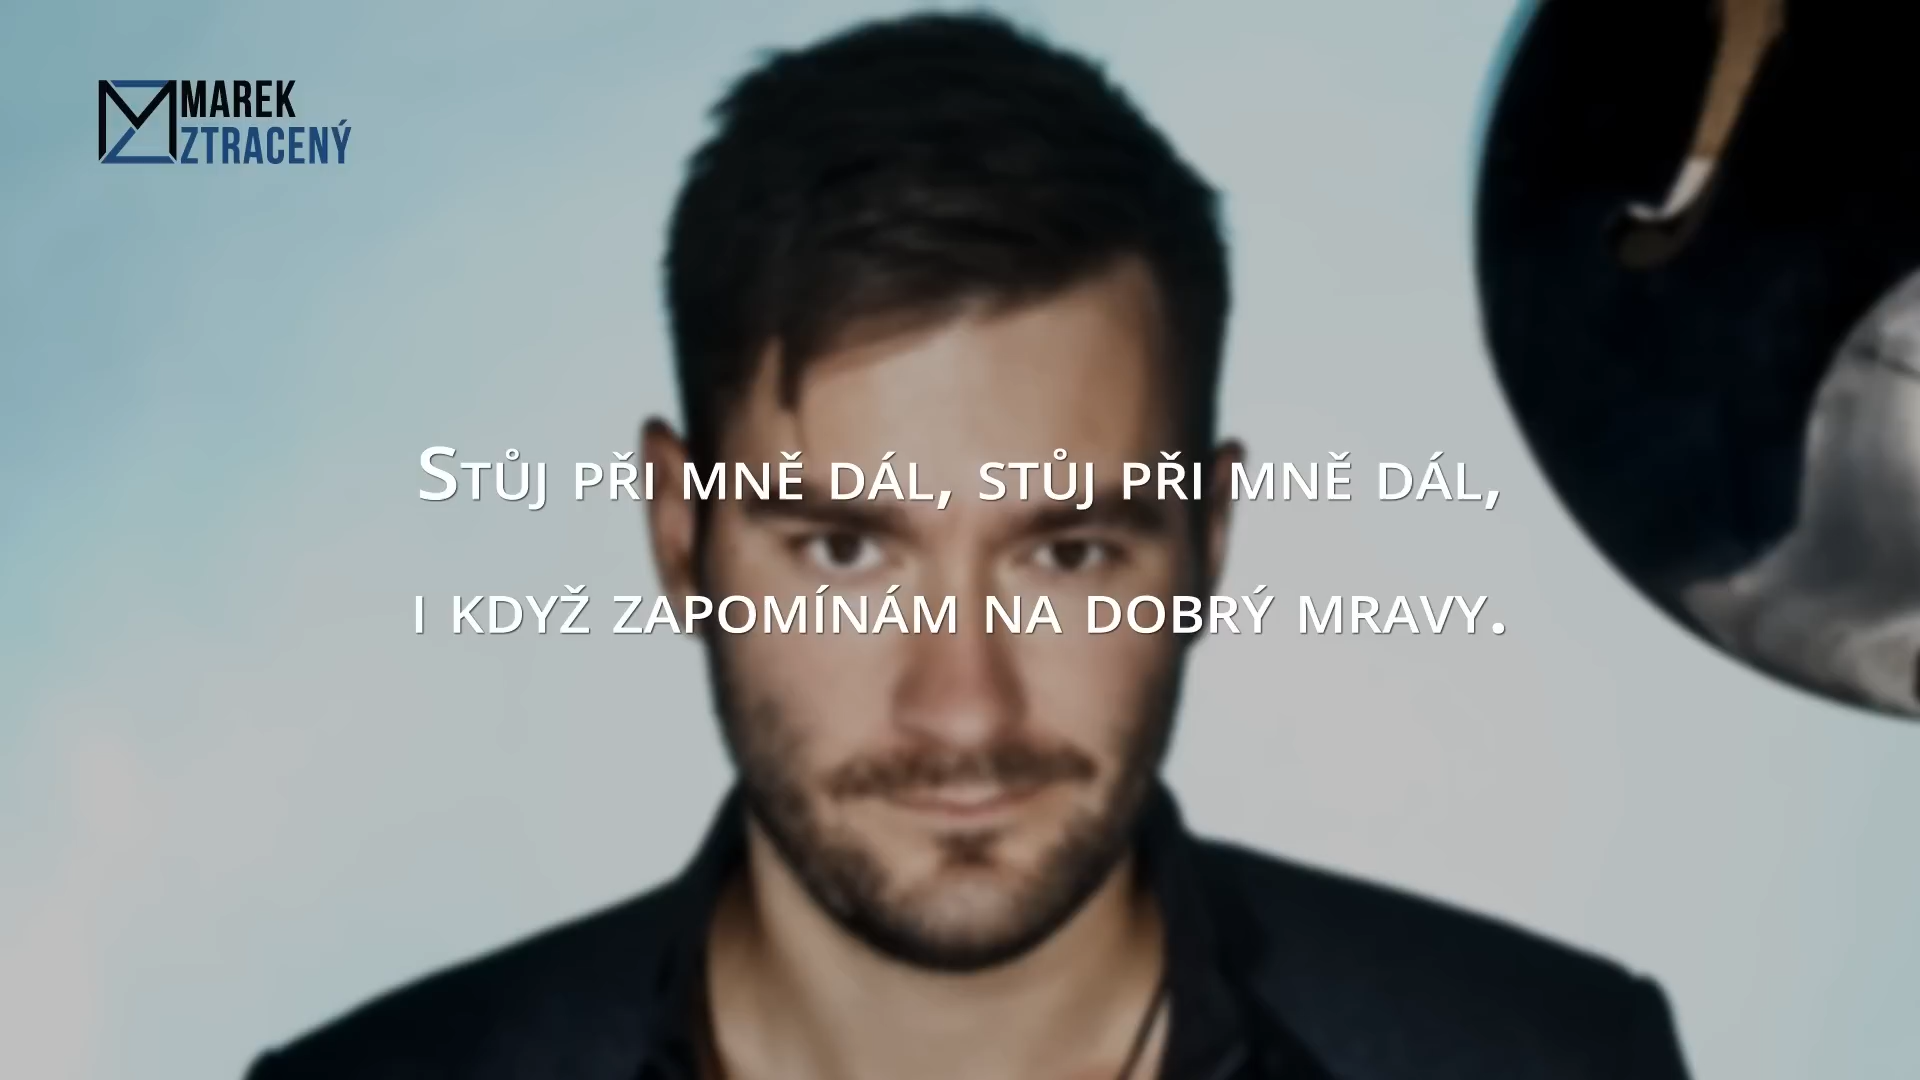 MAREK
ZTRACENÝ
Stůj při mně dál, stůj při mně dál,
i když zapomínám na dobrý mravy.